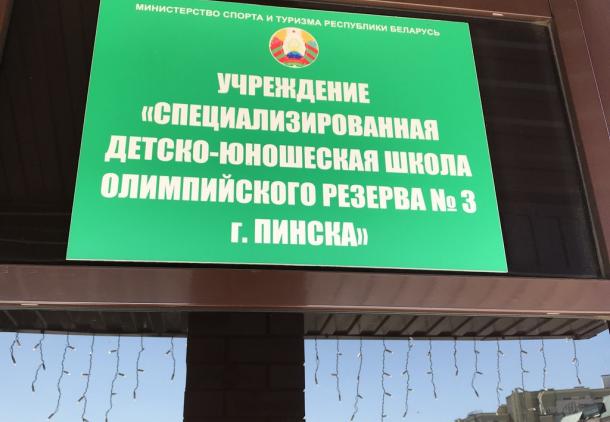 МИНИСТЕРСТВО СПОРТА И ТУРИЗМА РЕСПУБЛИКИ БЕЛАРУСЬ
УЧРЕЖДЕНИЕ
«СПЕЦИАЛИЗИРОВАННАЯ
ДЕТСКО-ЮНОШЕСКАЯ ШКОЛА
ОЛИМПИЙСКОГО РЕЗЕРВА № 3
г. ПИНСКА»